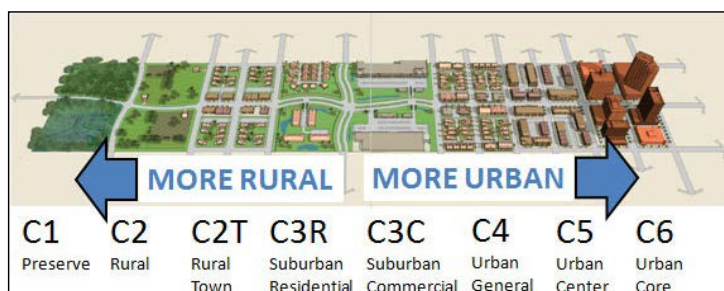 MORE RURAL
MORE URBAN
C1 C2 C2T C3R C3C C4 C5 C6
Preserve Rural Rural Suburban Suburban Urban Urban Urban
Town Residential Commercial General Center Core